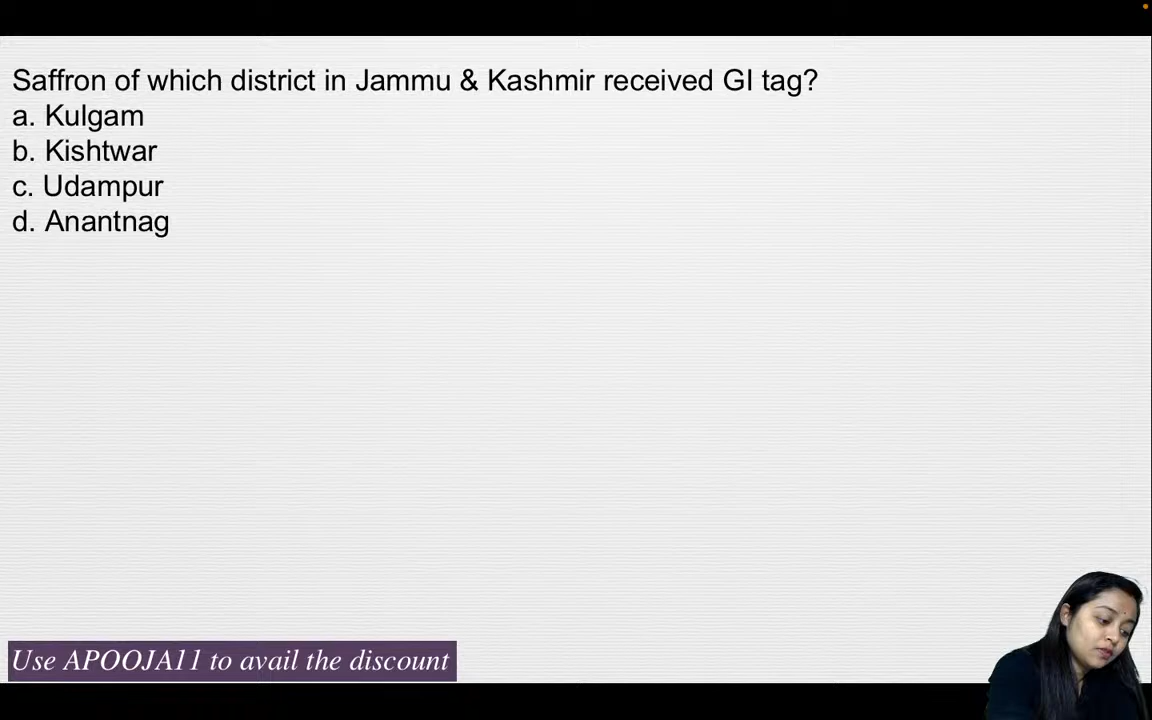 Saffron of which district in Jammu & Kashmir received GI tag?
a. Kulgam
b. Kishtwar
c. Udampur
d. Anantnag
Use APOOJA11 to avail the discount